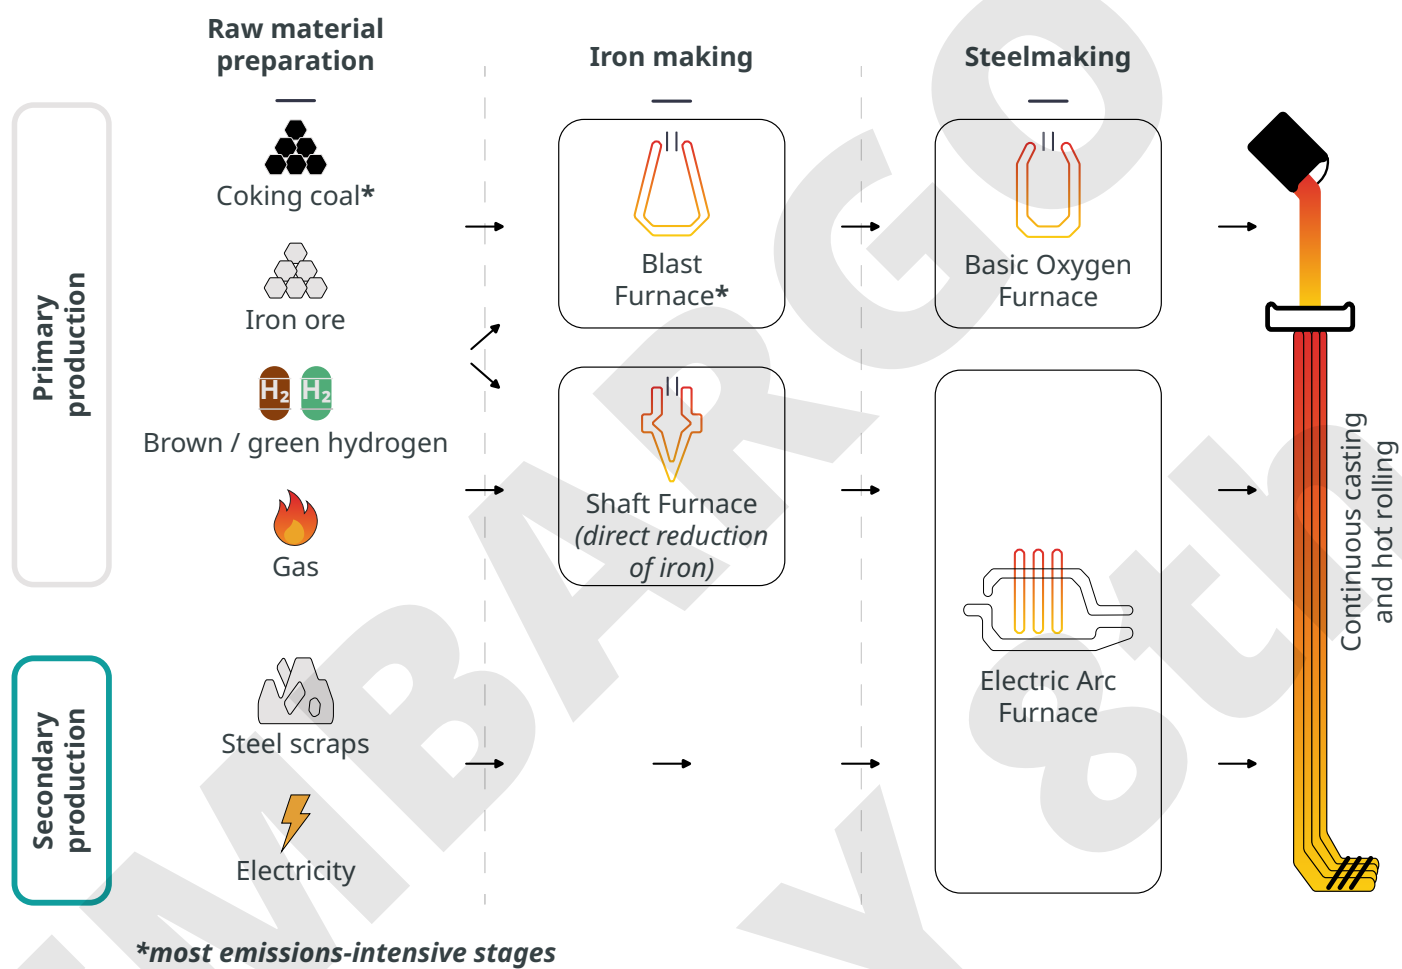 Raw material
preparation
Iron making
Steelmaking
Primary
production
Coking coal*
Iron ore
H₂ H₂
Brown / green hydrogen
Gas
Blast
Furnace*
Basic Oxygen
Furnace
Shaft Furnace
(direct reduction
of iron)
Secondary
production
Steel scraps
Electricity
Electric Arc
Furnace
Continuous casting
and hot rolling
*most emissions-intensive stages
MBARGO
Y 8th